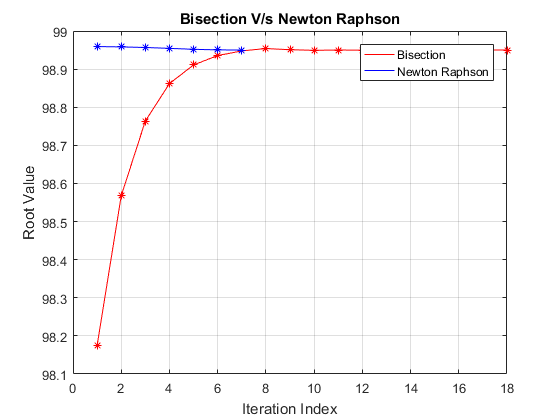 Bisection V/s Newton Raphson
99
98.9
98.8
98.7
98.6
98.5
98.4
98.3
98.2
98.1
Root Value
Bisection
Newton Raphson
0 2 4 6 8 10 12 14 16 18
Iteration Index